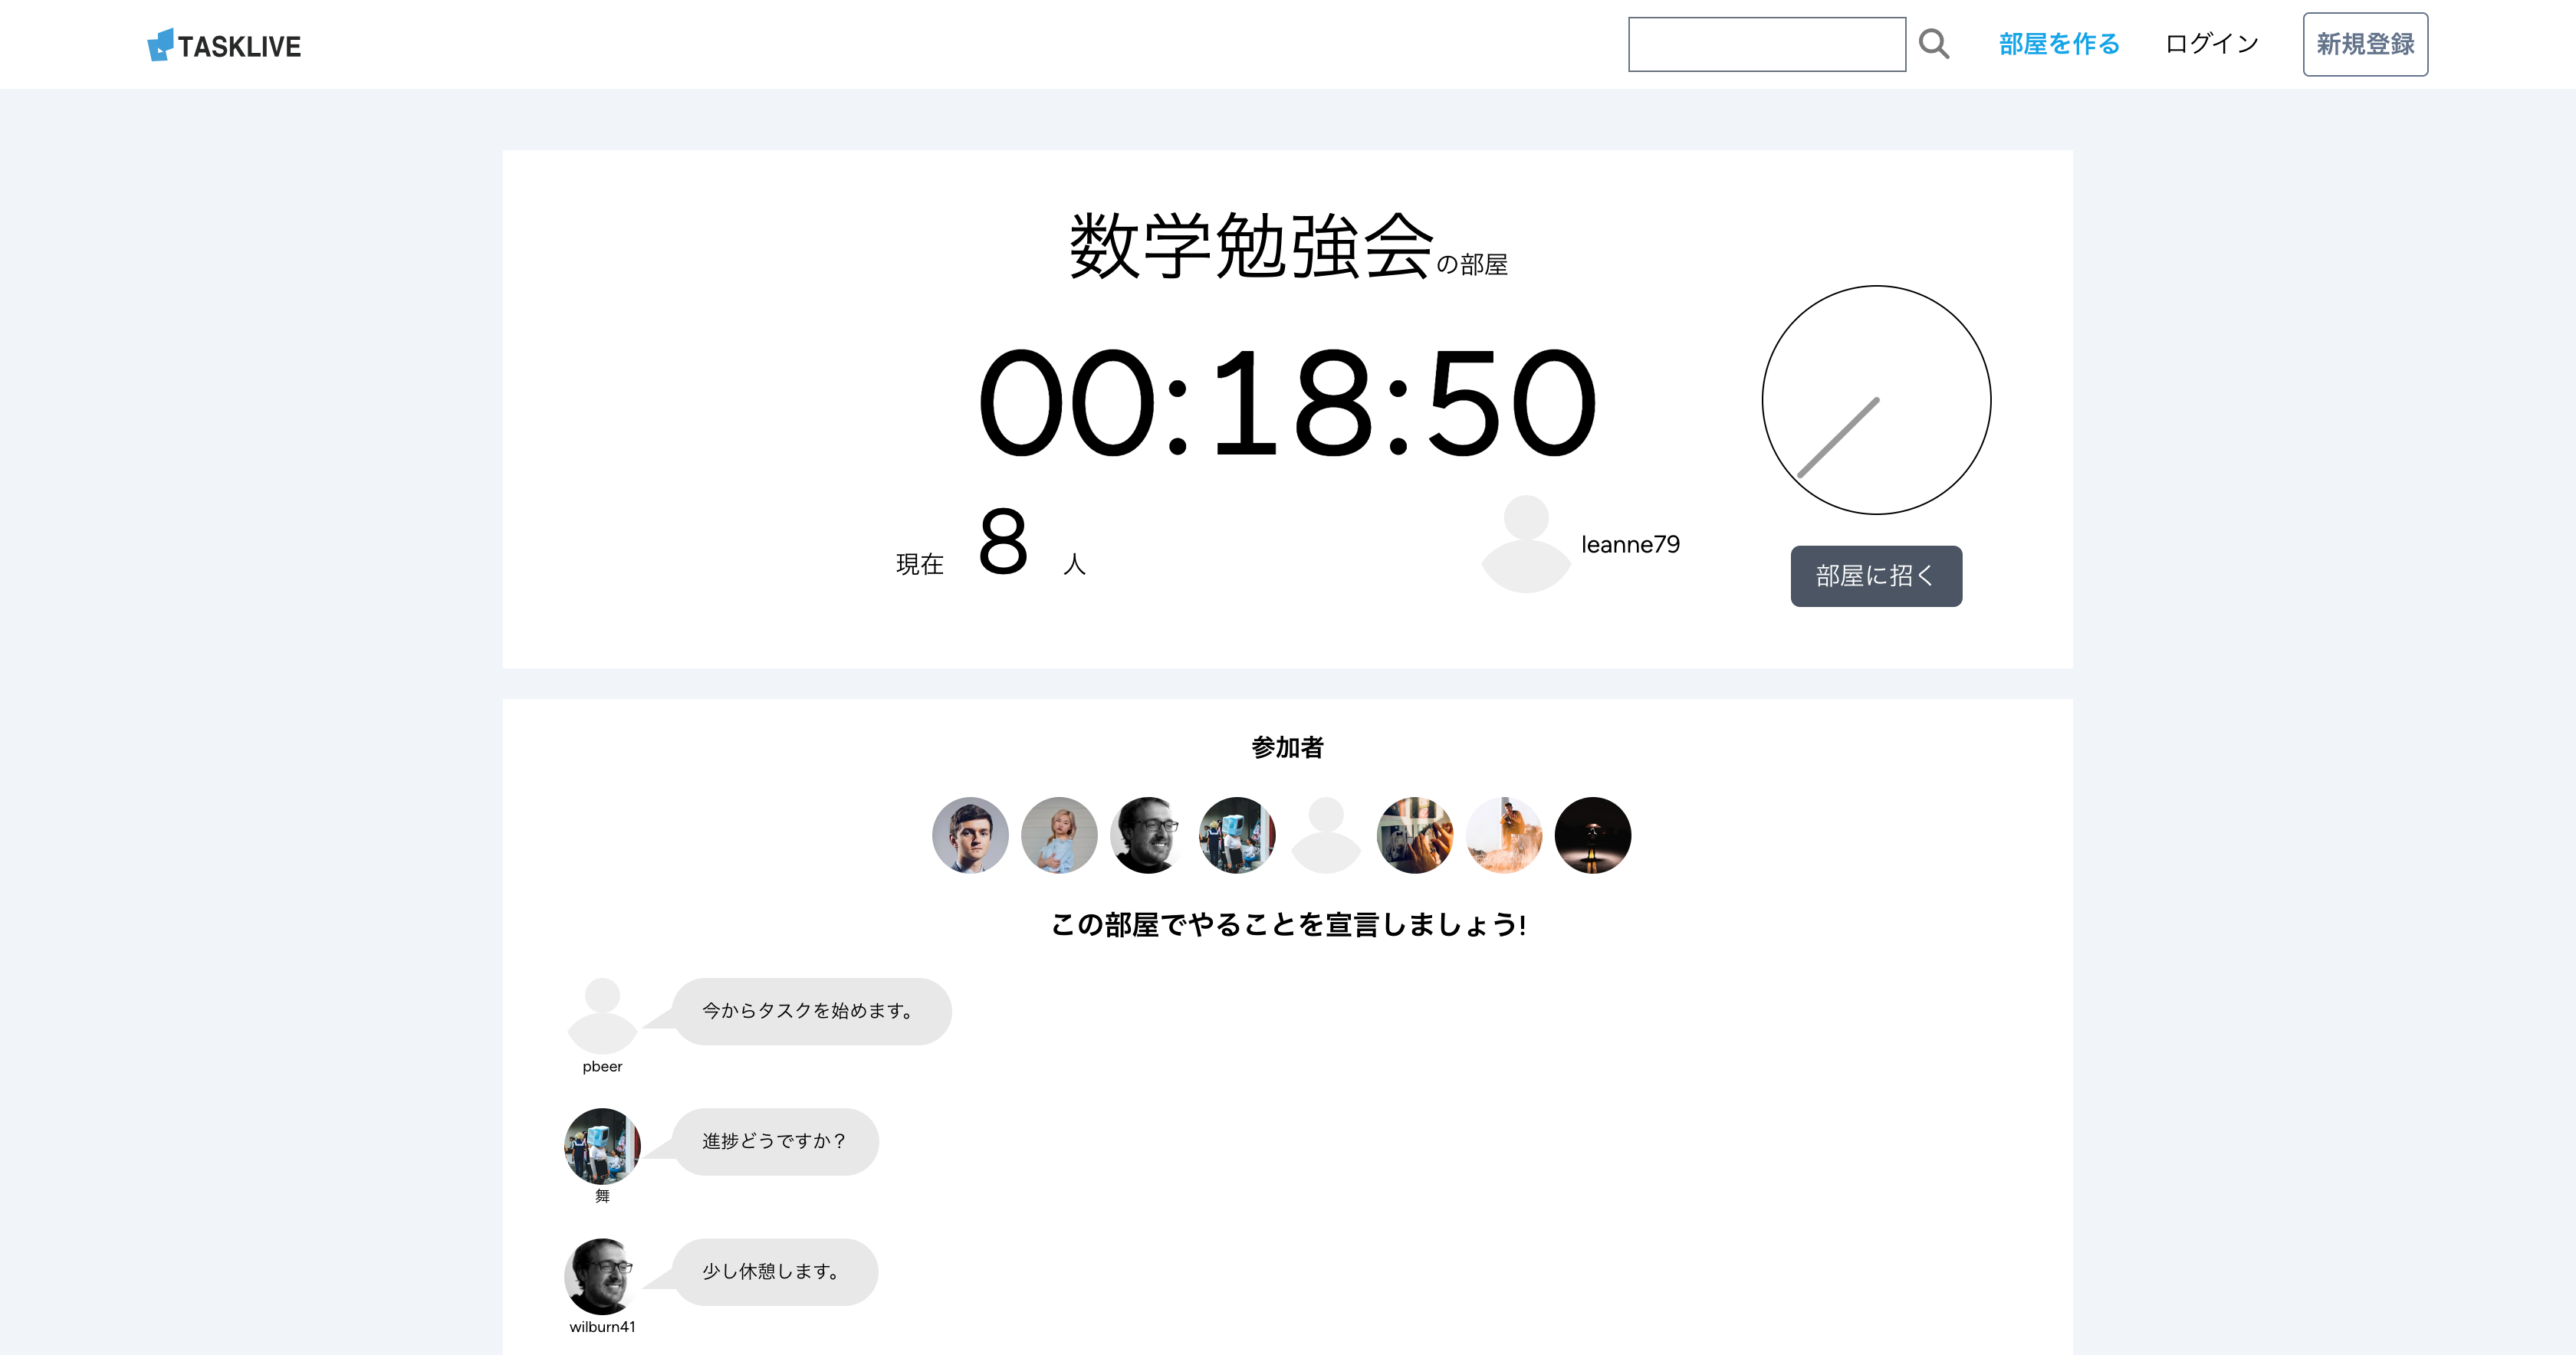 TASKLIVE
部屋を作る
ログイン
新規登録
数学勉強会の部屋
00:18:50
現在 8 人
leanne79
部屋に招く
参加者
この部屋でやることを宣言しましょう!
今からタスクを始めます。
pbeer
進捗どうですか？
舞
少し休憩します。
wilburn41